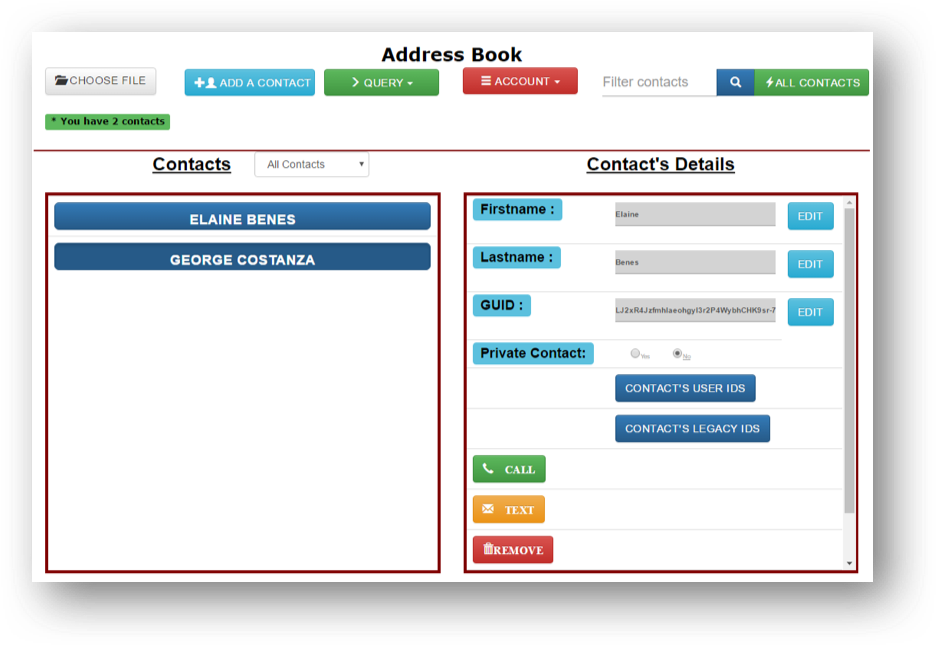 Address Book
CHOOSE FILE
ADD A CONTACT
QUERY
ACCOUNT
Filter contacts
ALL CONTACTS
* You have 2 contacts
Contacts
All Contacts
Contact's Details
ELAINE BENES
GEORGE COSTANZA
Firstname :
Elaine
EDIT
Lastname :
Benes
EDIT
GUID :
EDIT
Private Contact:
Yes
No
CONTACT'S USER IDS
CONTACT'S LEGACY IDS
CALL
TEXT
REMOVE